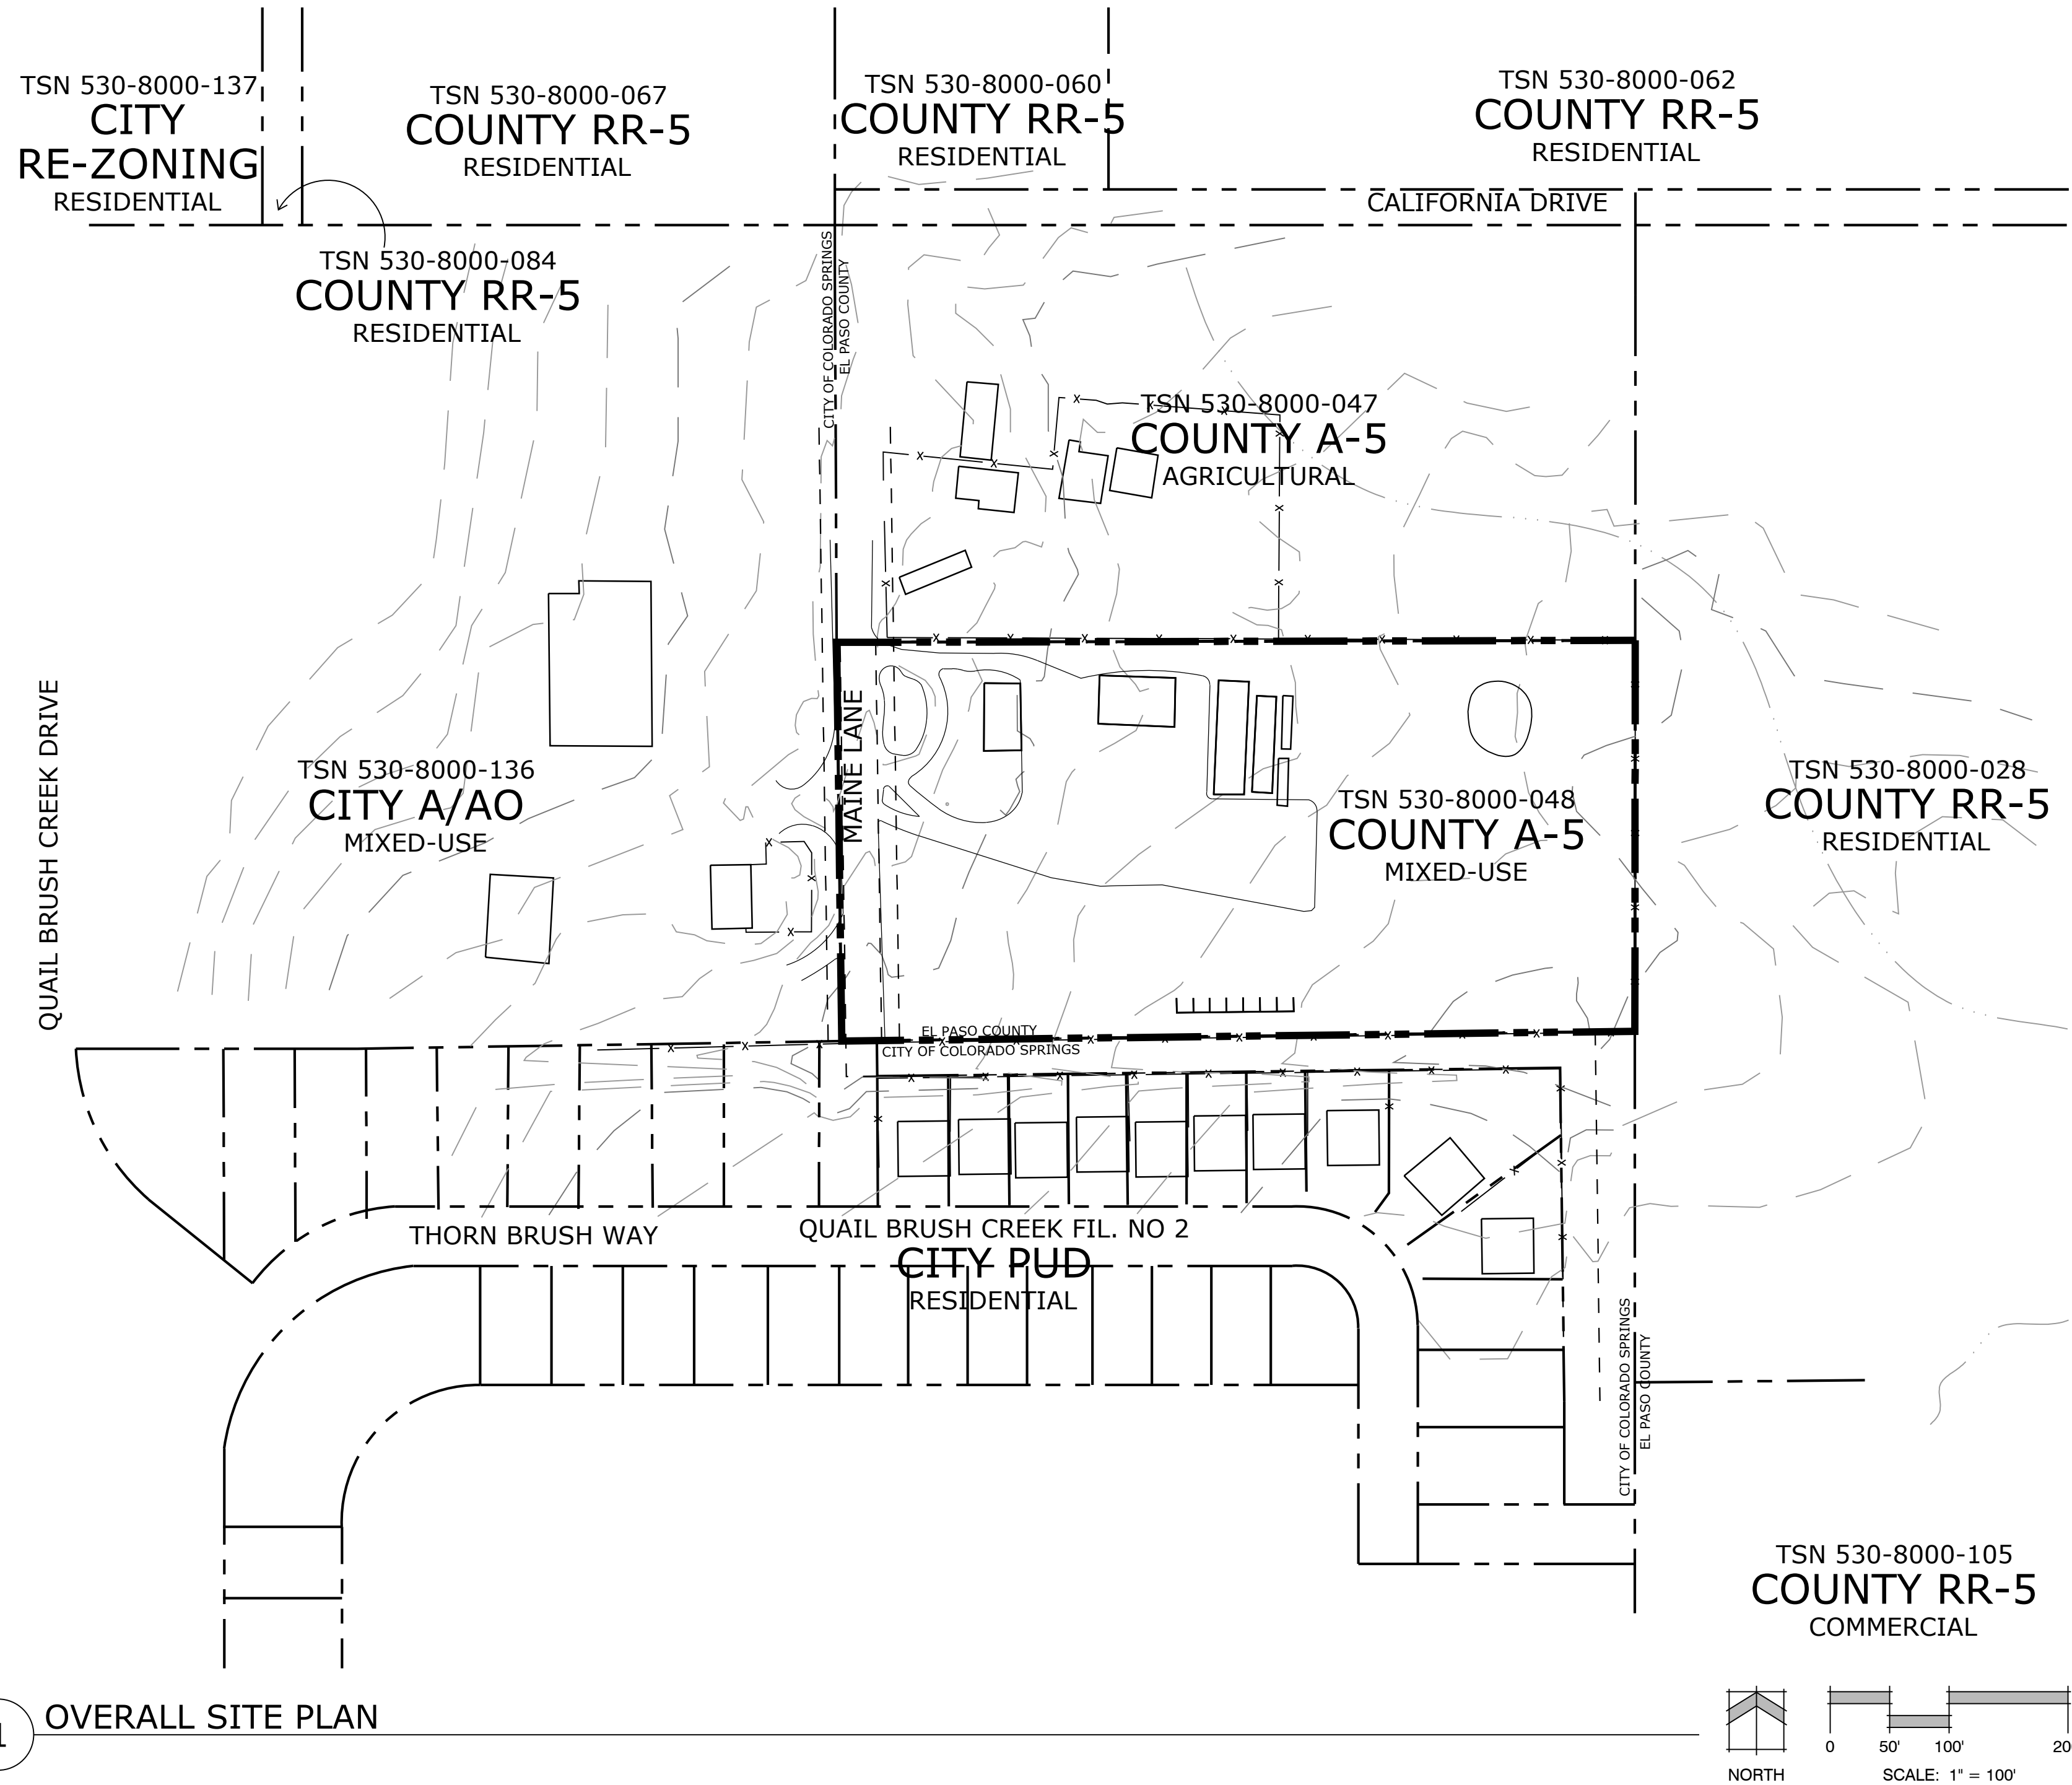 TSN 530-8000-137
CITY
RE-ZONING
RESIDENTIAL
TSN 530-8000-067
COUNTY RR-5
RESIDENTIAL
TSN 530-8000-060
COUNTY RR-5
RESIDENTIAL
TSN 530-8000-062
COUNTY RR-5
RESIDENTIAL
CALIFORNIA DRIVE
TSN 530-8000-084
COUNTY RR-5
RESIDENTIAL
CITY OF COLORADO SPRINGS
EL PASO COUNTY
TSN 530-8000-047
COUNTY A-5
AGRICULTURAL
QUAIL BRUSH CREEK DRIVE
TSN 530-8000-136
CITY A/AO
MIXED-USE
MAINE LANE
TSN 530-8000-048
COUNTY A-5
MIXED-USE
TSN 530-8000-028
COUNTY RR-5
RESIDENTIAL
EL PASO COUNTY
CITY OF COLORADO SPRINGS
THORN BRUSH WAY
QUAIL BRUSH CREEK FIL. NO 2
CITY PUD
RESIDENTIAL
CITY OF COLORADO SPRINGS
EL PASO COUNTY
TSN 530-8000-105
COUNTY RR-5
COMMERCIAL
1
OVERALL SITE PLAN
NORTH
0 50' 100' 20
SCALE: 1" = 100'